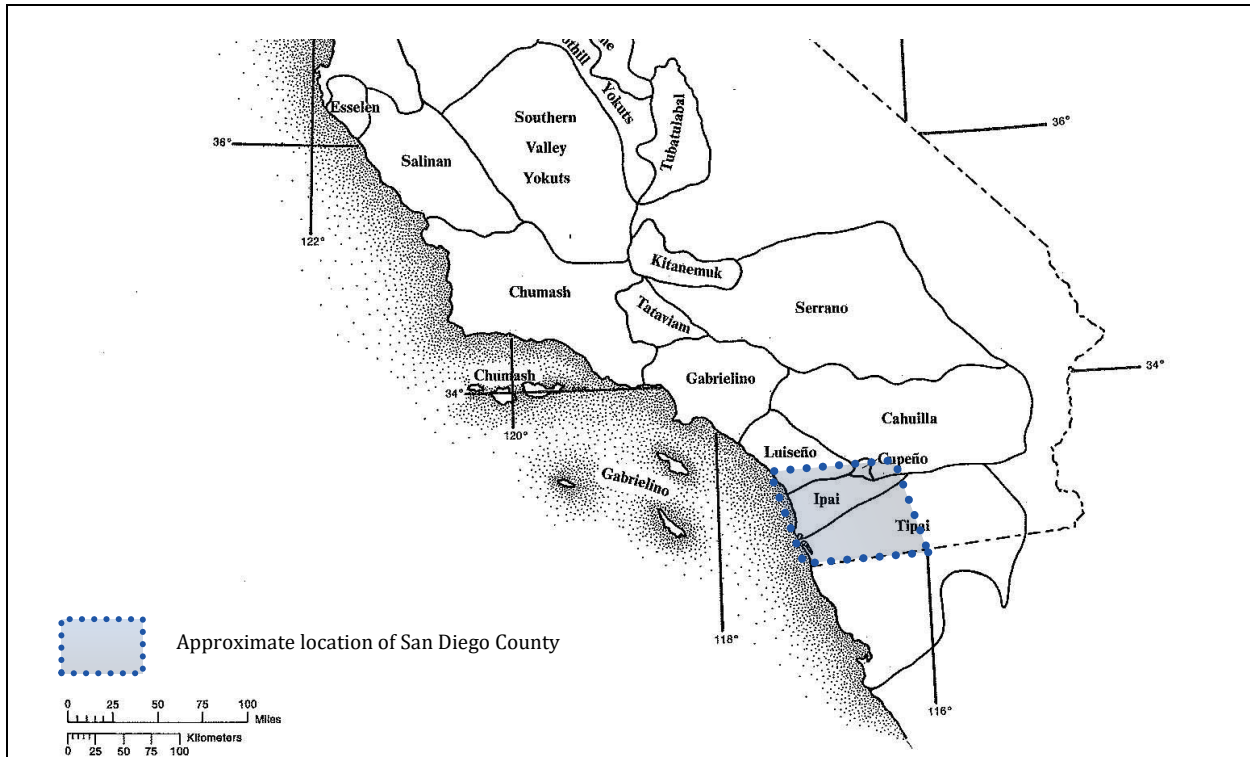 othill
Yokuts
Tubatulabal
Esselen
36°
Salinan
Southern
Valley
Yokuts
36°
122°
Kitanemuk
Chumash
Tataviam
Serrano
34°
Chumash
34°
120°
Gabrielino
Cahuilla
Luiseño
Cupeño
Gabrielino
Ipai
Tipai
118°
116°
Approximate location of San Diego County
0 25 50 75 100
Miles
Kilometers
0 25 50 75 100